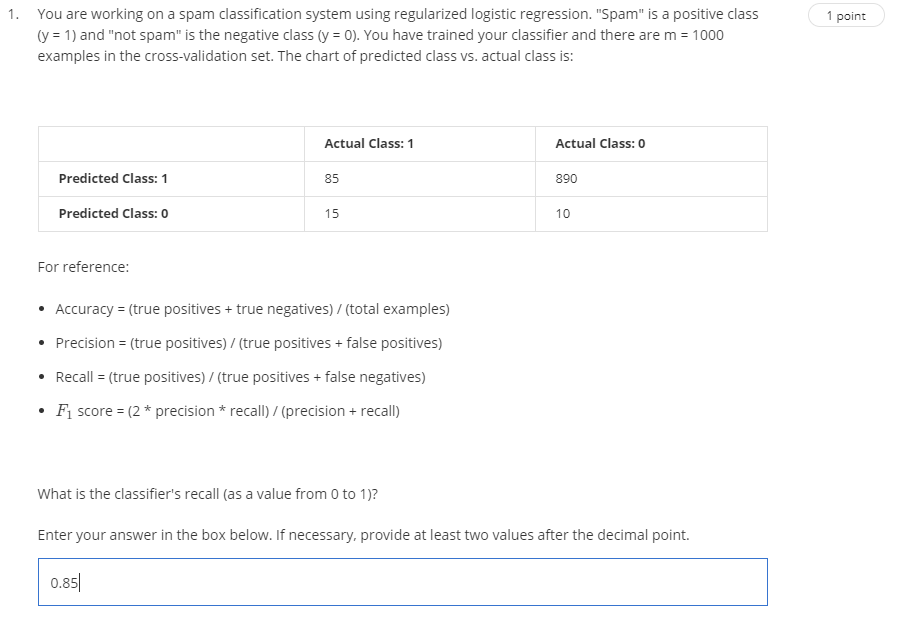 1. You are working on a spam classification system using regularized logistic regression. "Spam" is a positive class
1 point
(y = 1) and "not spam" is the negative class (y = 0). You have trained your classifier and there are m = 1000
examples in the cross-validation set. The chart of predicted class vs. actual class is:
Actual Class: 1 Actual Class: 0
Predicted Class: 1 85 890
Predicted Class: 0 15 10
For reference:
• Accuracy = (true positives + true negatives) / (total examples)
• Precision = (true positives) / (true positives + false positives)
• Recall = (true positives) / (true positives + false negatives)
• F₁ score = (2 * precision * recall) / (precision + recall)
What is the classifier's recall (as a value from 0 to 1)?
Enter your answer in the box below. If necessary, provide at least two values after the decimal point.
0.85